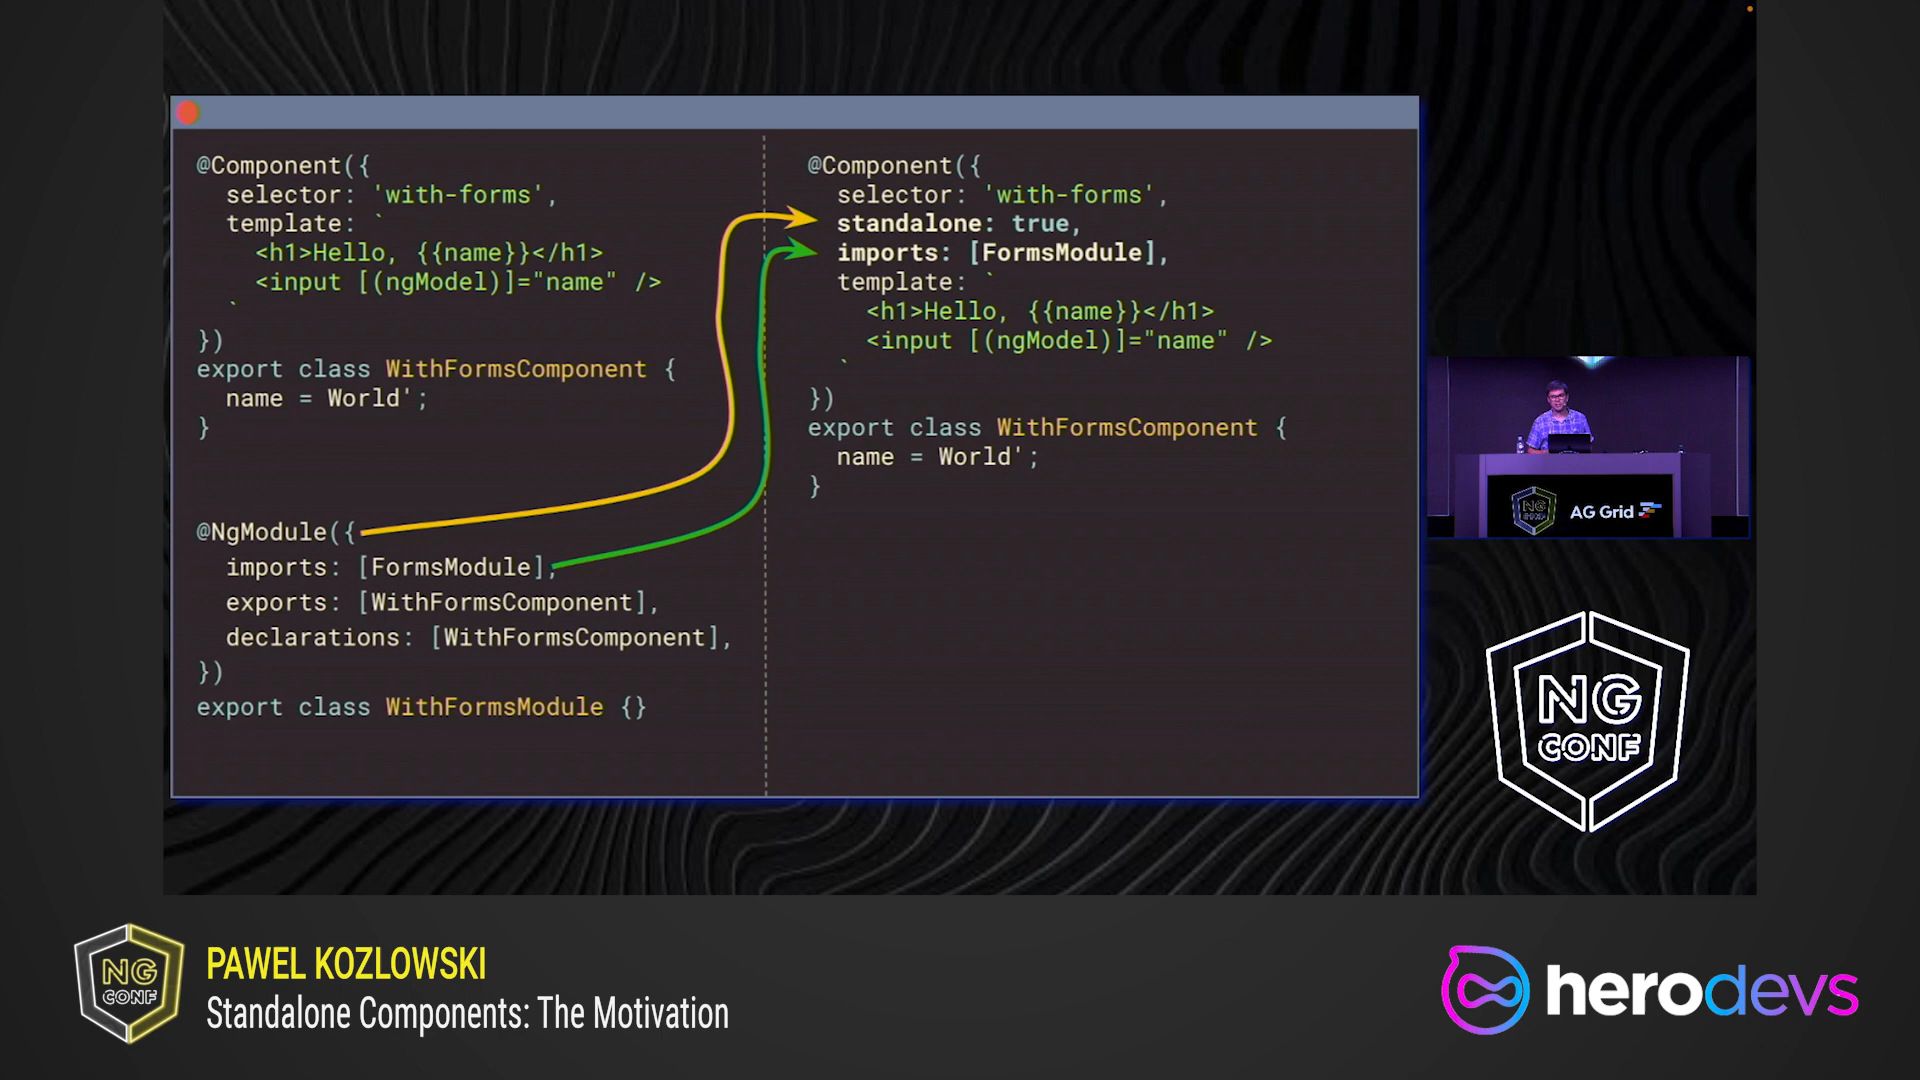 @Component({
  selector: 'with-forms',
  template: `
    <h1>Hello, {{name}}</h1>
    <input [(ngModel)]="name" />
  `
})
export class WithFormsComponent {
  name = World';
}
@NgModule({
  imports: [FormsModule],
  exports: [WithFormsComponent],
  declarations: [WithFormsComponent],
})
export class WithFormsModule {}
@Component({
  selector: 'with-forms',
  standalone: true,
  imports: [FormsModule],
  template: `
    <h1>Hello, {{name}}</h1>
    <input [(ngModel)]="name" />
  `
})
export class WithFormsComponent {
  name = World';
}
NG
CONF
AG Grid
NG
CONF
NG
CONF
PAWEL KOZLOWSKI
Standalone Components: The Motivation
herodevs